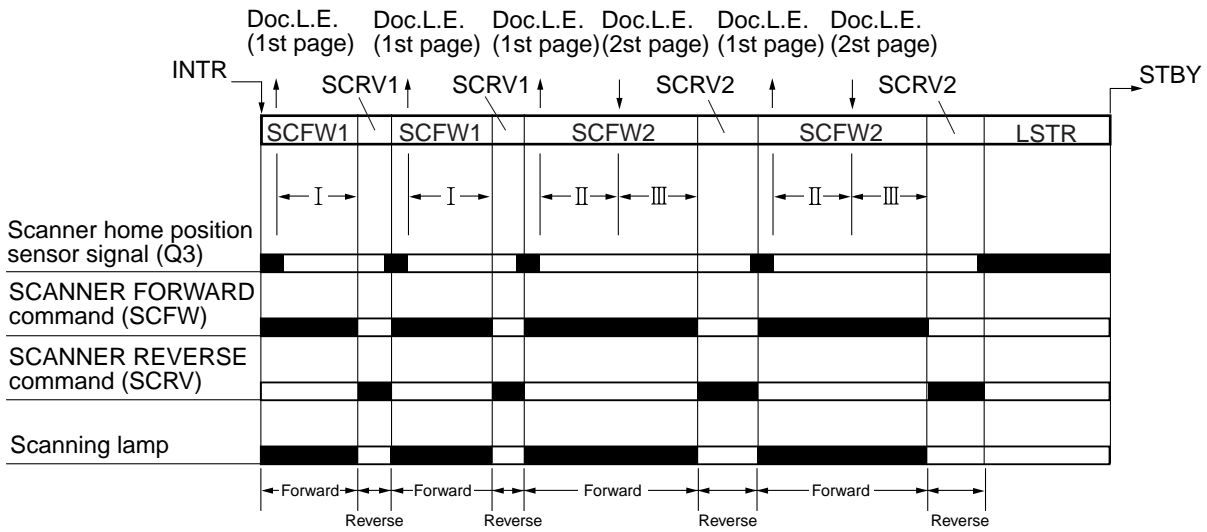 Doc.L.E. Doc.L.E. Doc.L.E. Doc.L.E. Doc.L.E. Doc.L.E.
(1st page) (1st page) (1st page) (2st page) (1st page) (2st page)
INTR SCRV1 SCRV1 SCRV2 SCRV2 STBY
SCFW1 SCFW1 SCFW2 SCFW2 LSTR
I I II III II III
Scanner home position
sensor signal (Q3)
SCANNER FORWARD
command (SCFW)
SCANNER REVERSE
command (SCRV)
Scanning lamp
Forward Forward Forward Forward
Reverse Reverse Reverse Reverse